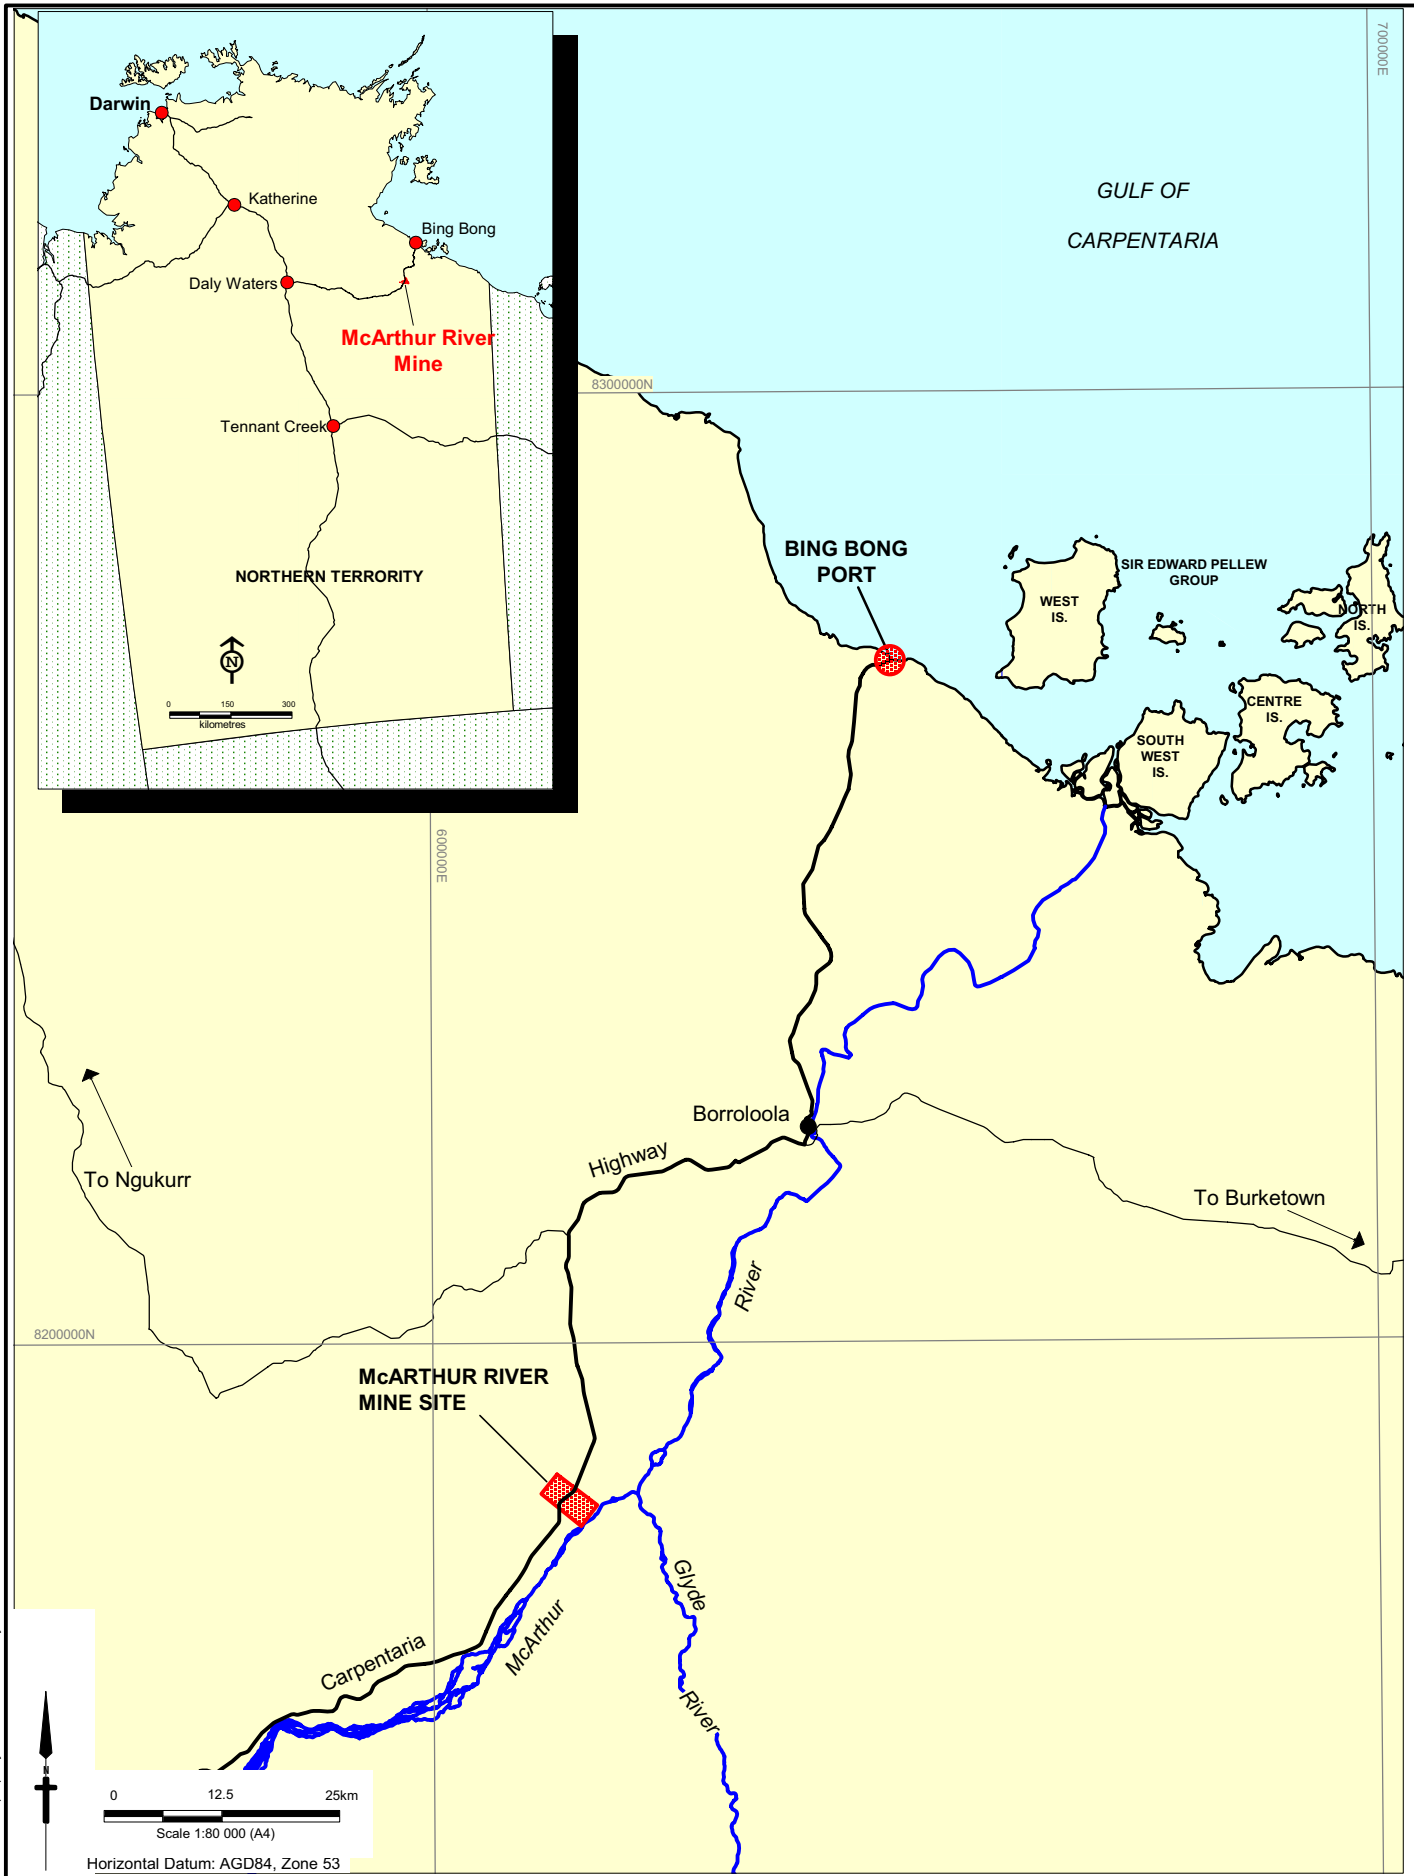 700000E
GULF OF
CARPENTARIA
Darwin
Katherine
Bing Bong
Daly Waters
McArthur River
Mine
Tennant Creek
NORTHERN TERRORITY
N
0 150 300
kilometres
8300000N
BING BONG
PORT
SIR EDWARD PELLEW
GROUP
WEST
IS.
NORTH
IS.
CENTRE
IS.
SOUTH
WEST
IS.
600000E
Borroloola
Highway
To Ngukurr
To Burketown
River
8200000N
McARTHUR RIVER
MINE SITE
Glyde
McArthur
Carpentaria
River
N
0 12.5 25km
Scale 1:80 000 (A4)
Horizontal Datum: AGD84, Zone 53